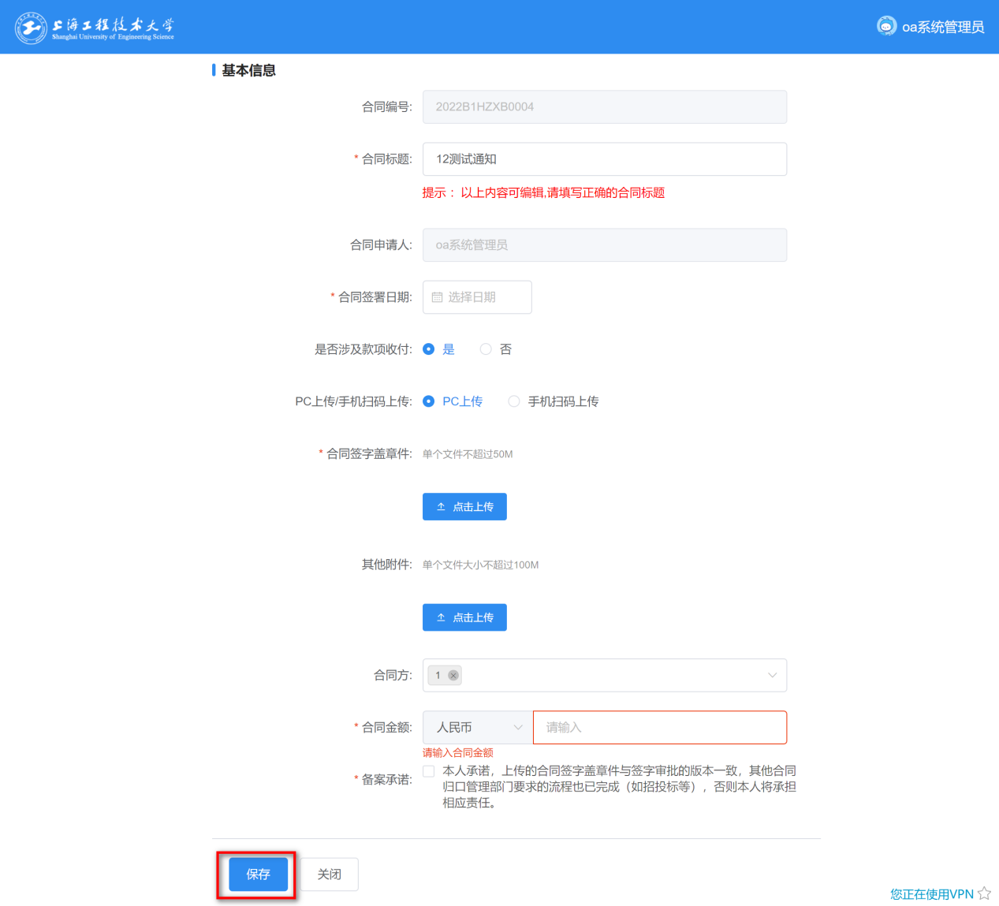 上海工程技术大学
Shanghai University of Engineering Science
oa系统管理员
基本信息
合同编号: 2022B1HZXB0004
* 合同标题: 12测试通知
提示 : 以上内容可编辑,请填写正确的合同标题
合同申请人: oa系统管理员
* 合同签署日期: 选择日期
是否涉及款项收付: 是 否
PC上传/手机扫码上传: PC上传 手机扫码上传
* 合同签字盖章件: 单个文件不超过50M
点击上传
其他附件: 单个文件大小不超过100M
点击上传
合同方: 1
* 合同金额: 人民币 请输入
请输入合同金额
* 备案承诺: 本人承诺，上传的合同签字盖章件与签字审批的版本一致，其他合同
归口管理部门要求的流程也已完成（如招投标等），否则本人将承担
相应责任。
保存 关闭
您正在使用VPN